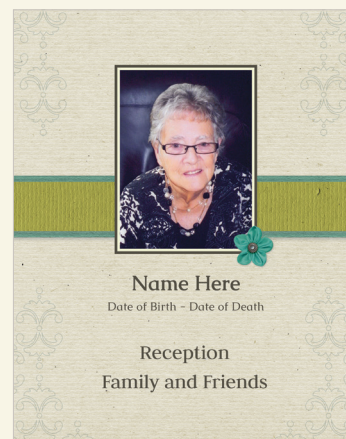 Name Here
Date of Birth - Date of Death
Reception
Family and Friends